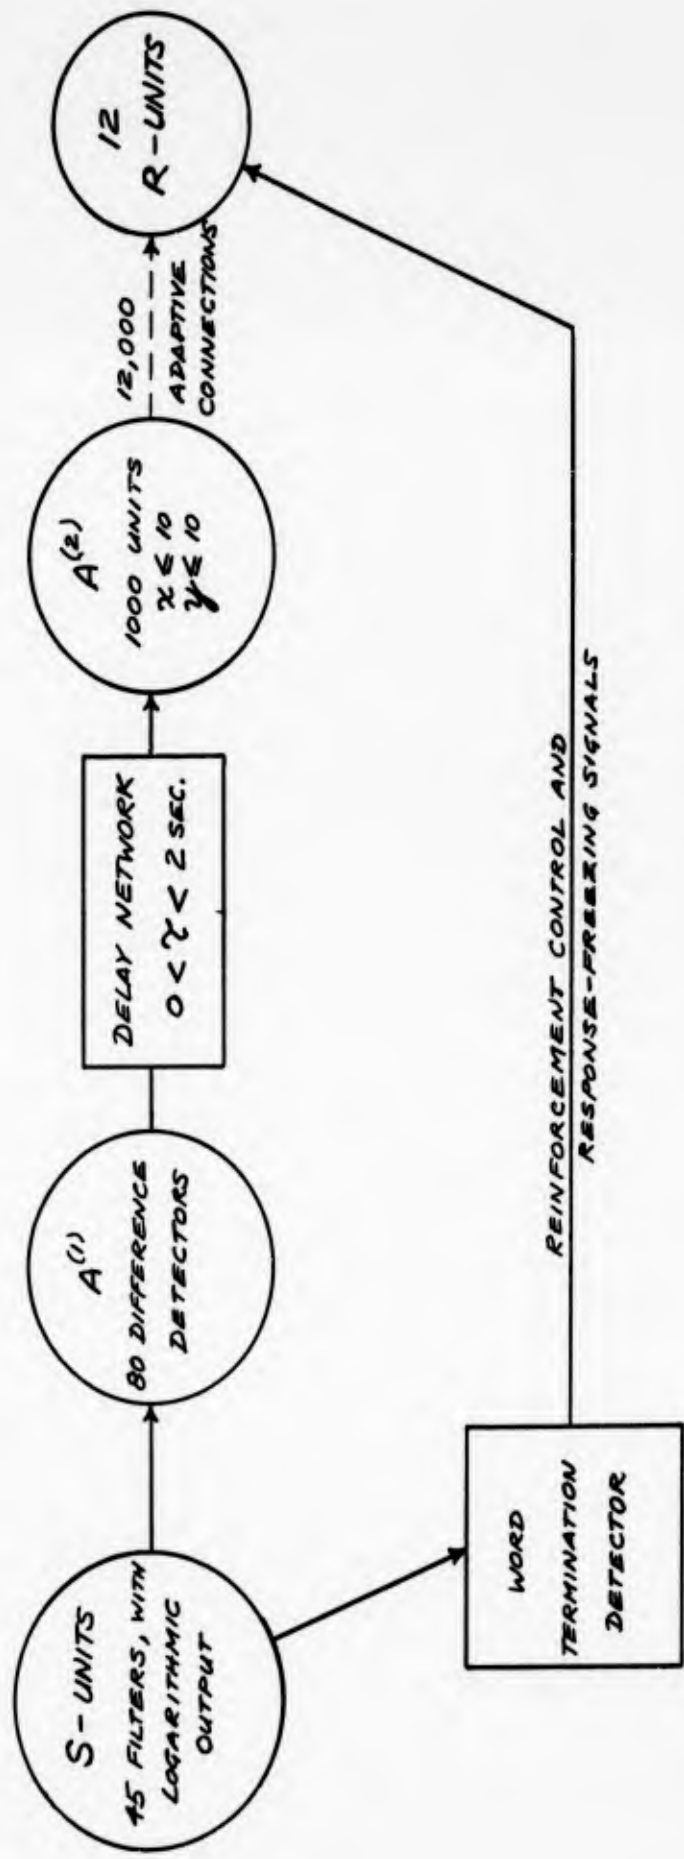 S-UNITS
45 FILTERS, WITH
LOGARITHMIC
OUTPUT
A(1)
80 DIFFERENCE
DETECTORS
DELAY NETWORK
0 < τ < 2 SEC.
A(2)
1000 UNITS
x ≤ 10
y ≤ 10
12,000
ADAPTIVE
CONNECTIONS
12
R-UNITS
WORD
TERMINATION
DETECTOR
REINFORCEMENT CONTROL AND
RESPONSE-FREEZING SIGNALS